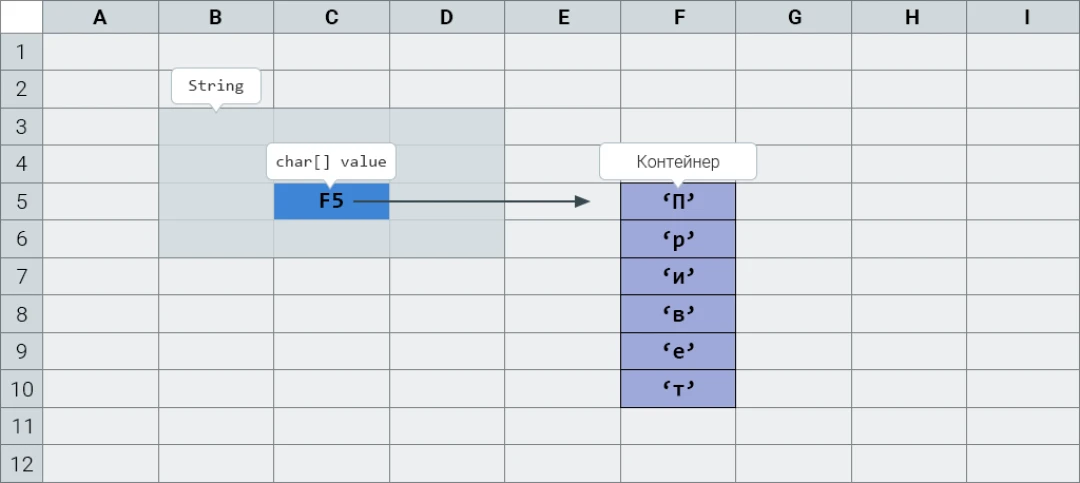 A B C D E F G H I
1
2
String
3
4
char[] value
Контейнер
5
F5
‘П’
6
‘р’
7
‘и’
8
‘в’
9
‘е’
10
‘т’
11
12